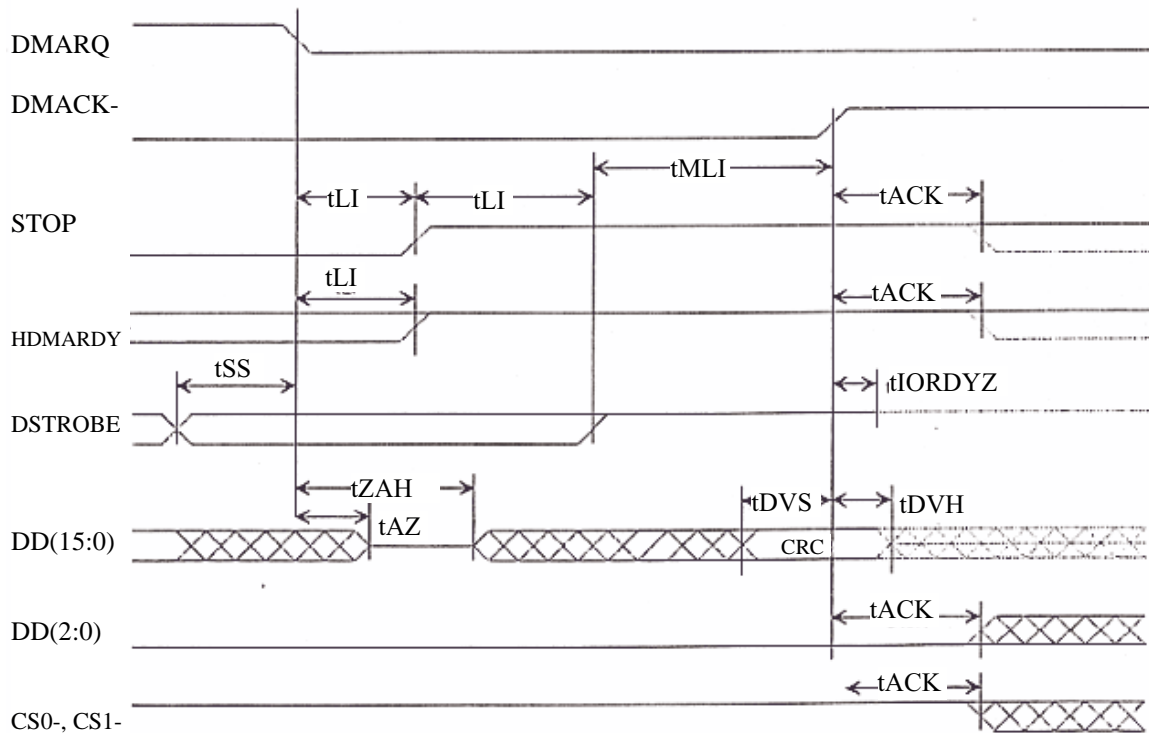 DMARQ
DMACK-
tMLI
tLI
tLI
tACK
STOP
tLI
tACK
HDMARDY
tSS
tIORDYZ
DSTROBE
tZAH
tDVS
tDVH
tAZ
DD(15:0)
CRC
tACK
DD(2:0)
tACK
CS0-, CS1-